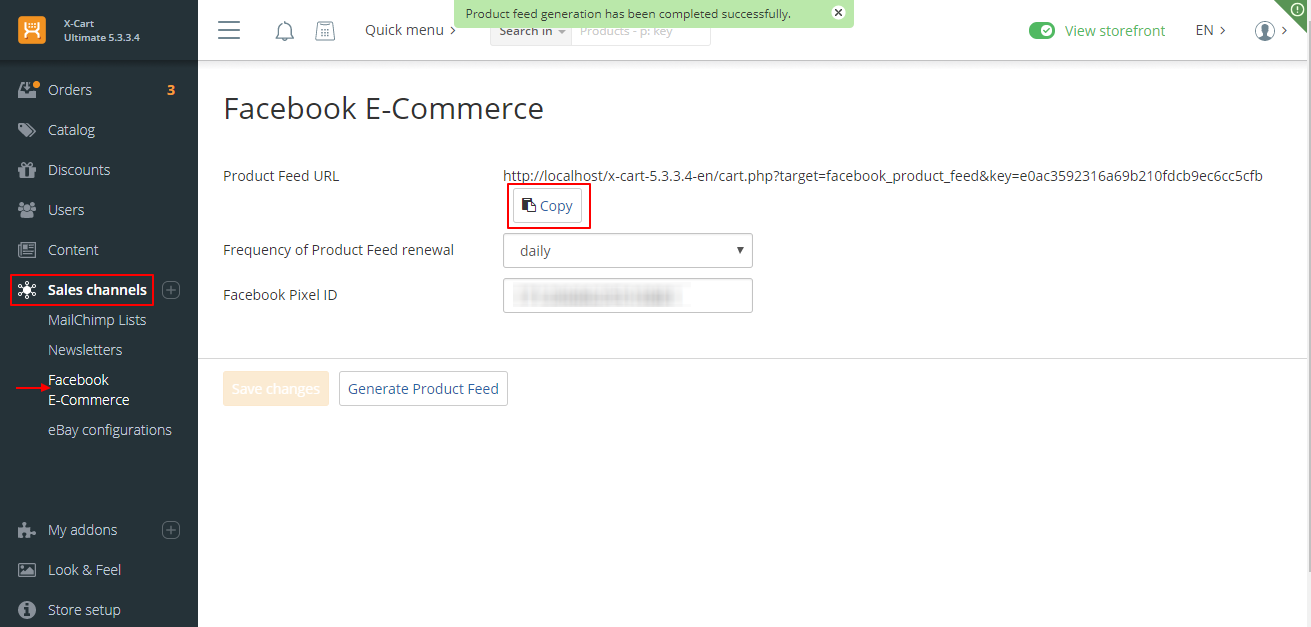 X-Cart
Ultimate 5.3.3.4
Product feed generation has been completed successfully.
Quick menu
Search in
Products - p: key
View storefront
EN
Orders
3
Catalog
Discounts
Users
Content
Sales channels
MailChimp Lists
Newsletters
Facebook
E-Commerce
eBay configurations
My addons
Look & Feel
Store setup
Facebook E-Commerce
Product Feed URL
http://localhost/x-cart-5.3.3.4-en/cart.php?target=facebook_product_feed&key=e0ac3592316a69b210fdcb9ec6cc5cfb
Copy
Frequency of Product Feed renewal
daily
Facebook Pixel ID
Save changes
Generate Product Feed